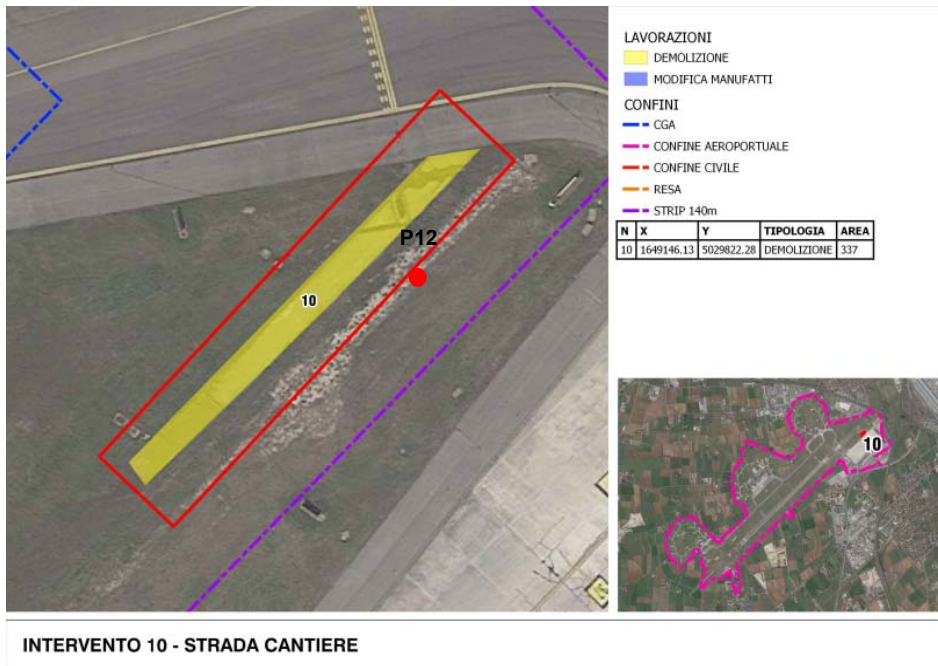 P12
10
LAVORAZIONI
DEMOLIZIONE
MODIFICA MANUFATTI
CONFINI
CGA
CONFINE AEROPORTUALE
CONFINE CIVILE
RESA
STRIP 140m
N X Y TIPOLOGIA AREA
10 1649146.13 5029822.28 DEMOLIZIONE 337
10
INTERVENTO 10 - STRADA CANTIERE